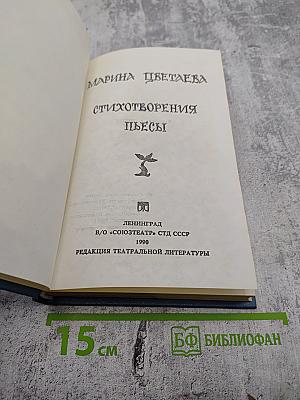 МАРИНА ЦВЕТАЕВА
СТИХОТВОРЕНИЯ
ПЬЕСЫ
ЛЕНИНГРАД
В/О «СОЮЗТЕАТР» СТД СССР
1990
РЕДАКЦИЯ ТЕАТРАЛЬНОЙ ЛИТЕРАТУРЫ
15 см
БФ БИБЛИОФАН